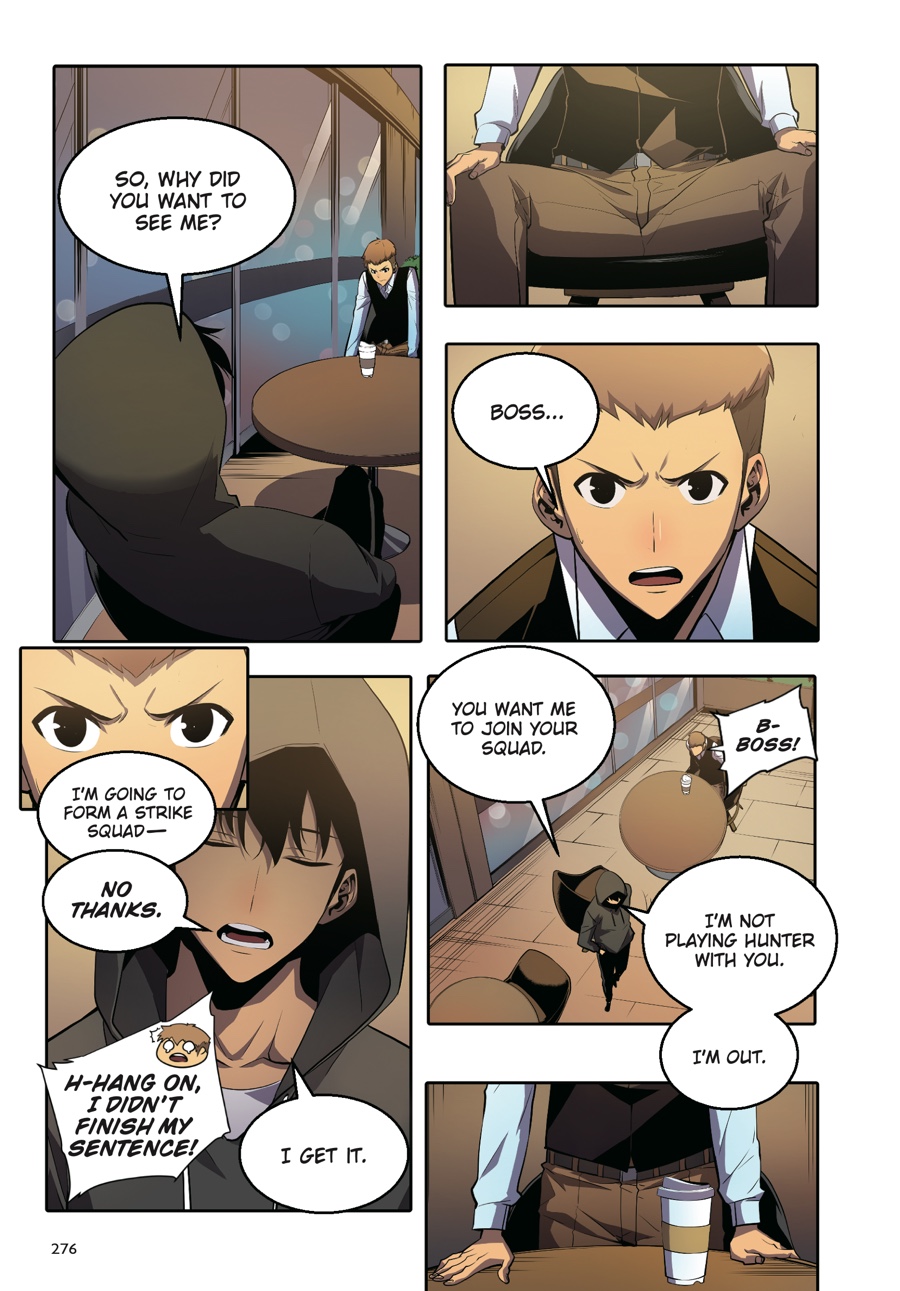 SO, WHY DID
YOU WANT TO
SEE ME?
BOSS...
I'M GOING TO
FORM A STRIKE
SQUAD—
NO
THANKS.
H-HANG ON,
I DIDN'T
FINISH MY
SENTENCE!
I GET IT.
YOU WANT ME
TO JOIN YOUR
SQUAD.
B-
BOSS!
I'M NOT
PLAYING HUNTER
WITH YOU.
I'M OUT.
276